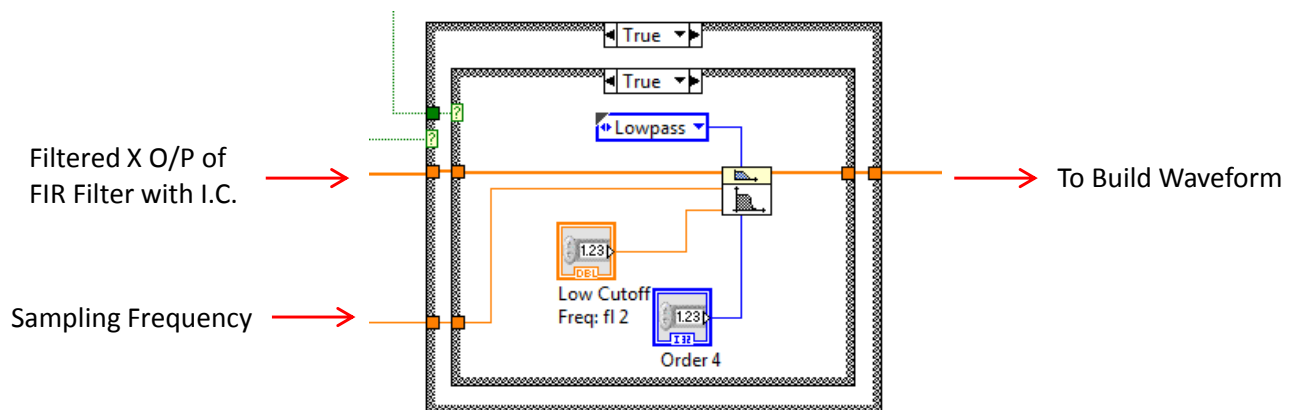 True
True
?
?
Lowpass
Filtered X O/P of
FIR Filter with I.C.
To Build Waveform
1.23
DBL
Low Cutoff
Freq: fl 2
Sampling Frequency
1.23
I32
Order 4